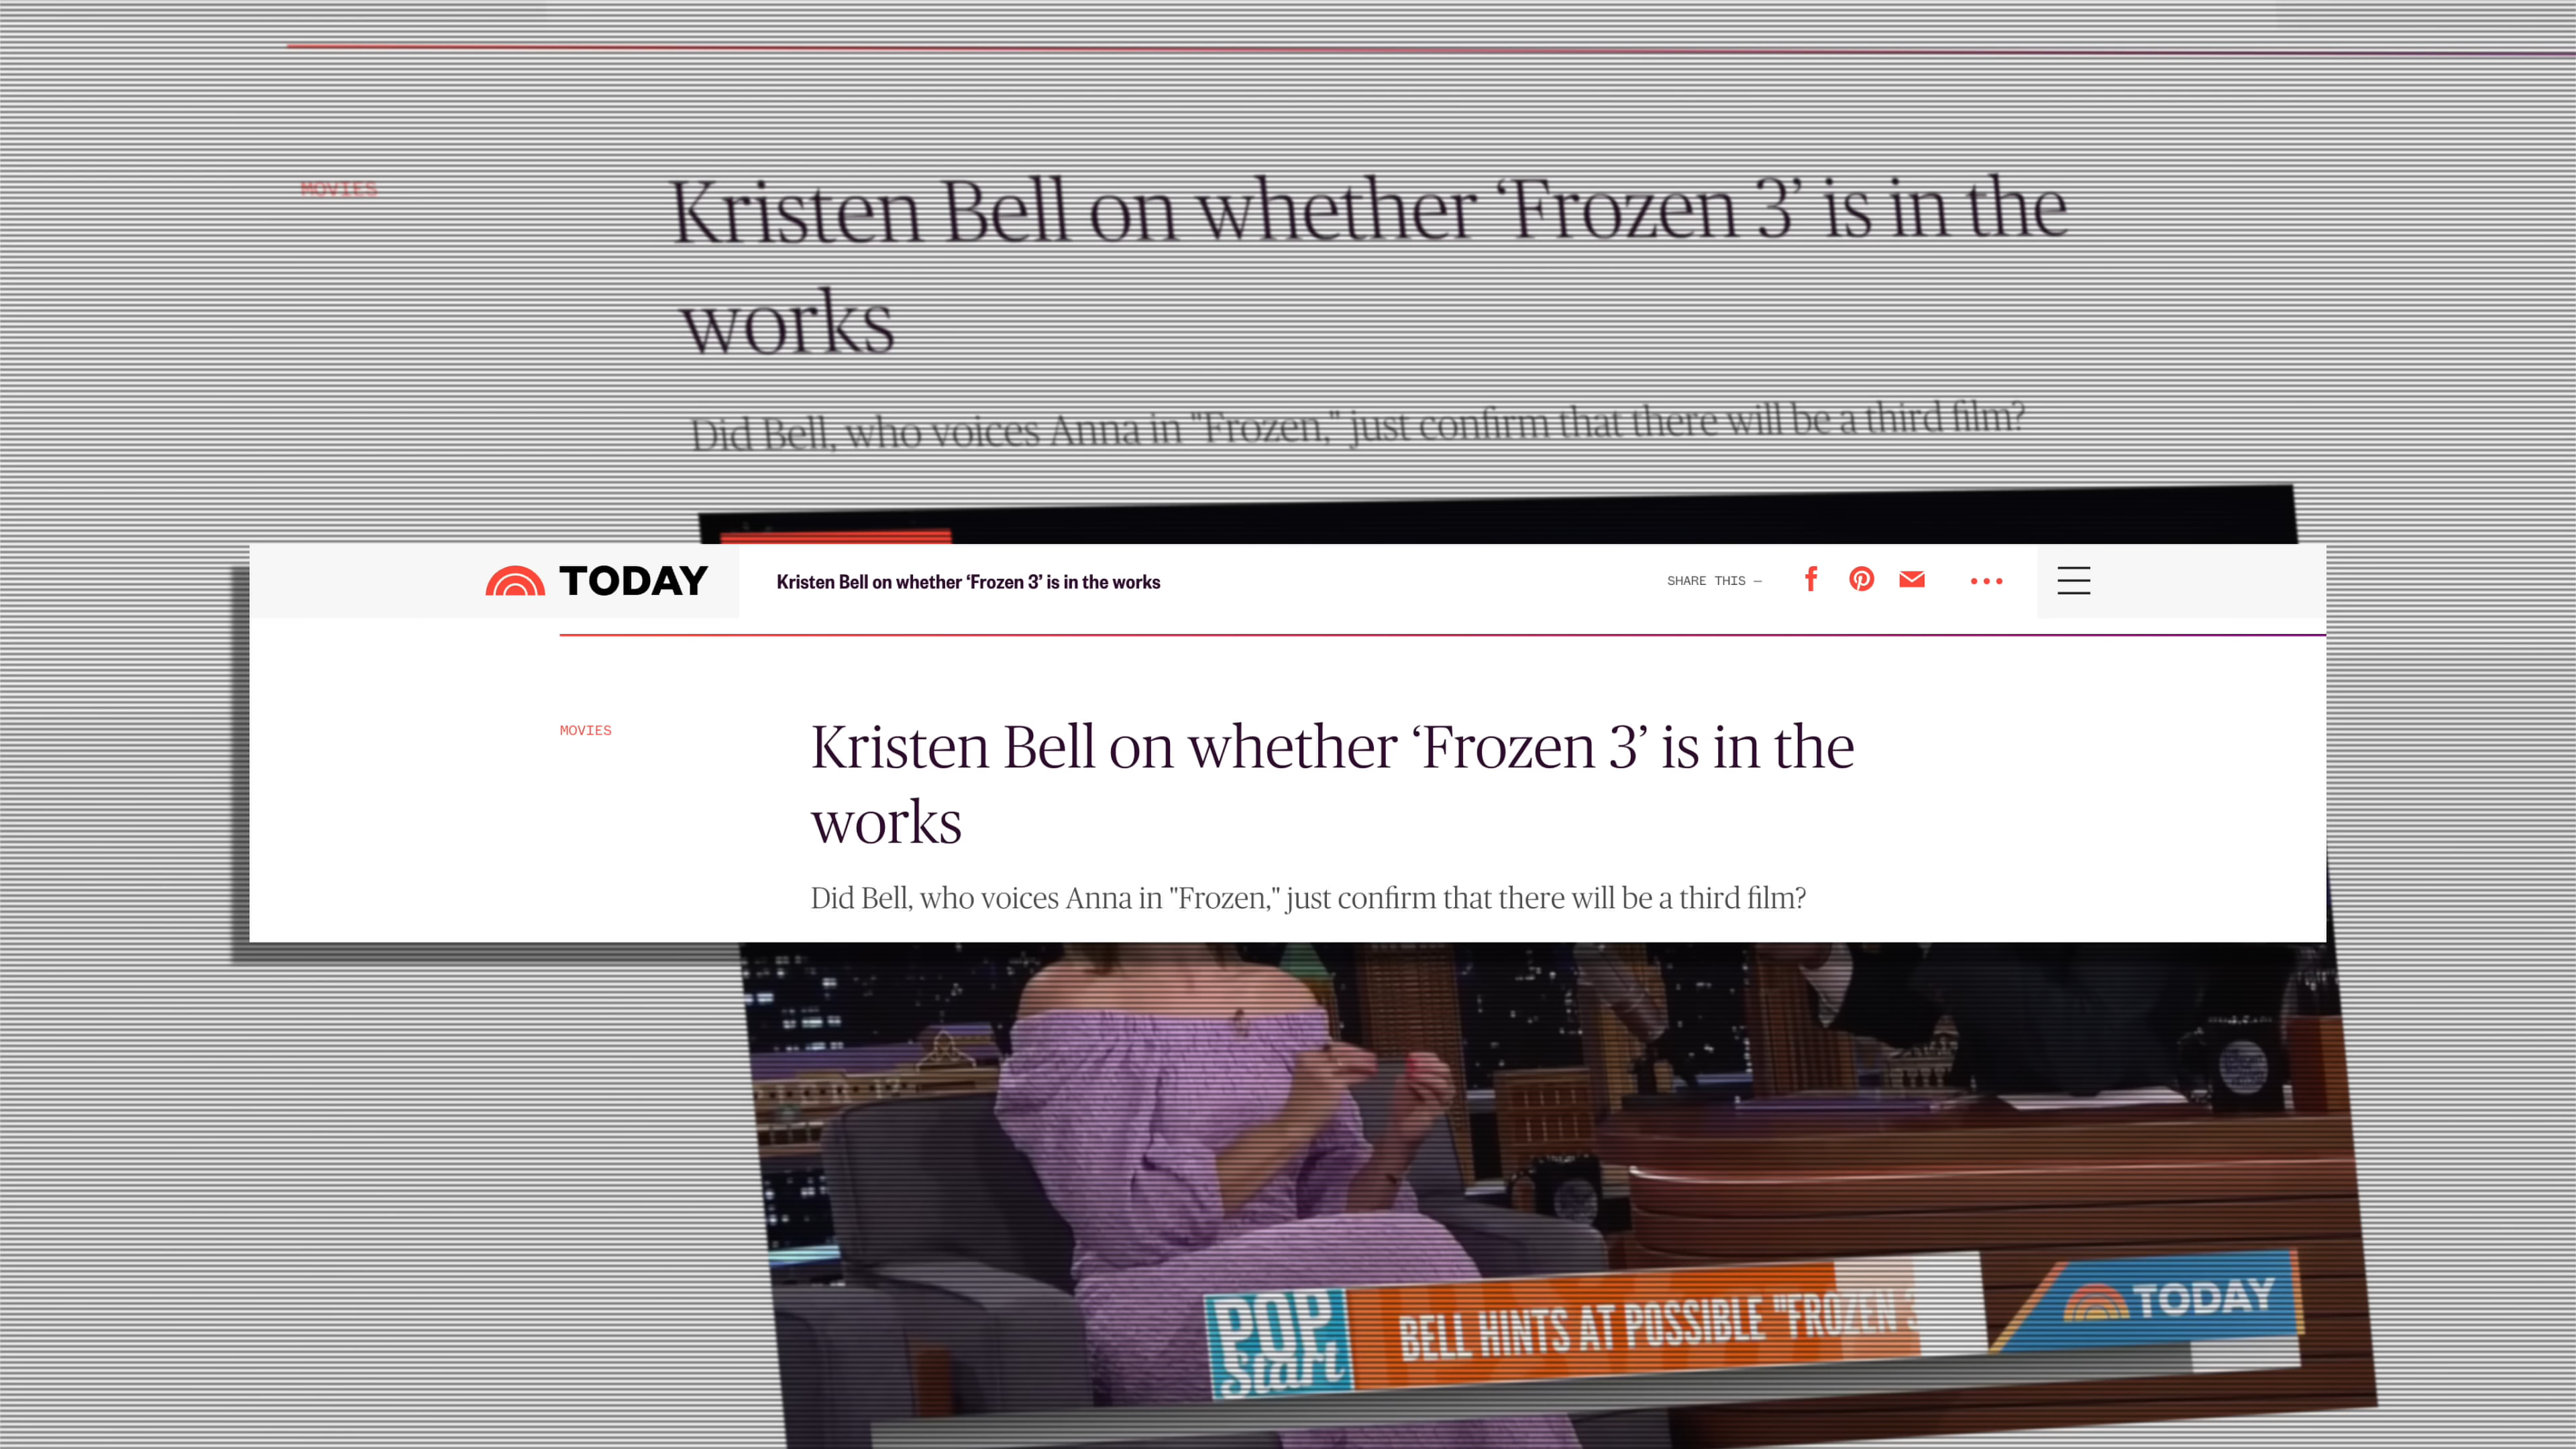 MOVIES
Kristen Bell on whether ‘Frozen 3’ is in the
works
Did Bell, who voices Anna in "Frozen," just confirm that there will be a third film?
TODAY
Kristen Bell on whether ‘Frozen 3’ is in the works
SHARE THIS —
MOVIES
Kristen Bell on whether ‘Frozen 3’ is in the
works
Did Bell, who voices Anna in "Frozen," just confirm that there will be a third film?
POP
Start
BELL HINTS AT POSSIBLE "FROZEN
TODAY